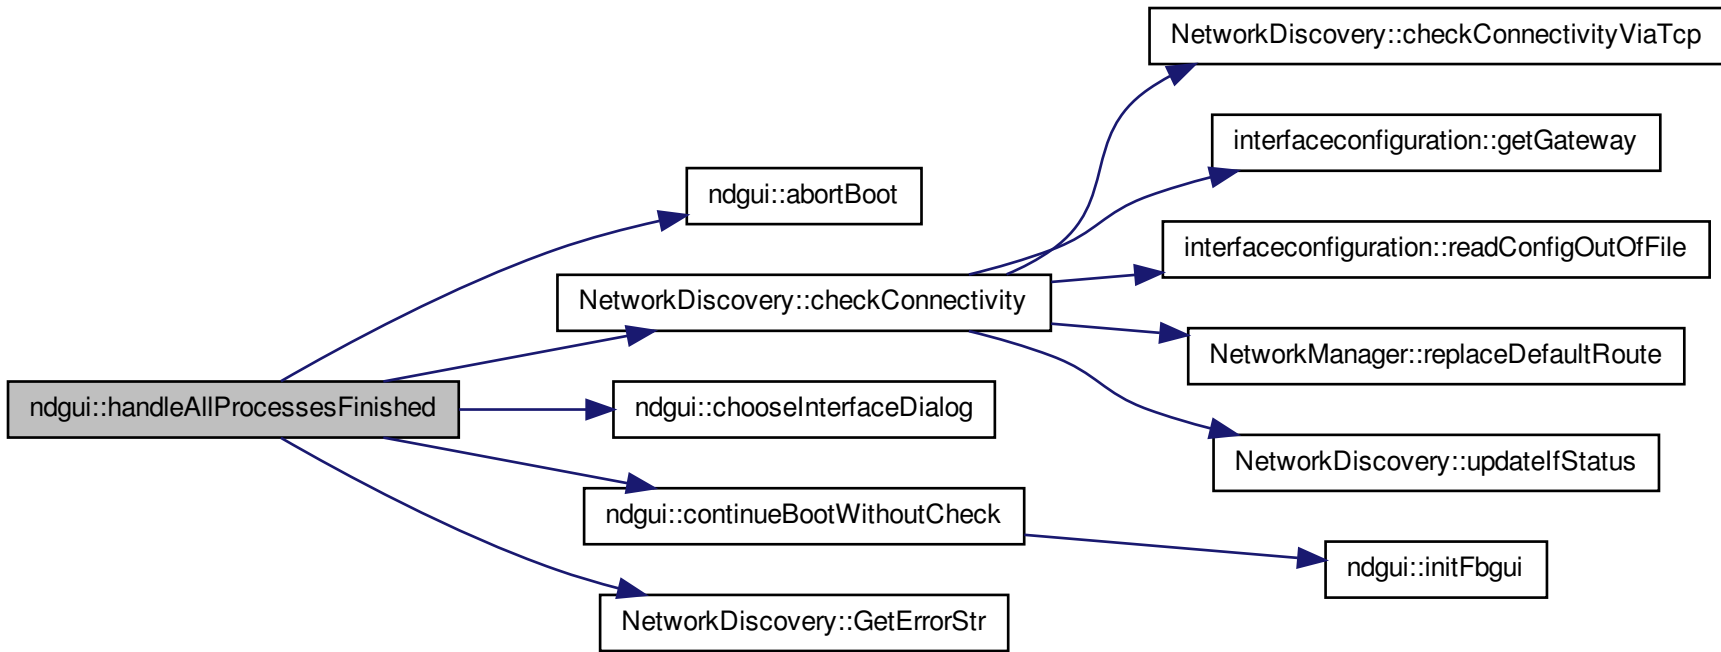 NetworkDiscovery::checkConnectivityViaTcp
interfaceconfiguration::getGateway
ndgui::abortBoot
interfaceconfiguration::readConfigOutOfFile
NetworkDiscovery::checkConnectivity
NetworkManager::replaceDefaultRoute
ndgui::handleAllProcessesFinished
ndgui::chooseInterfaceDialog
NetworkDiscovery::updateIfStatus
ndgui::continueBootWithoutCheck
ndgui::initFbgui
NetworkDiscovery::GetErrorStr